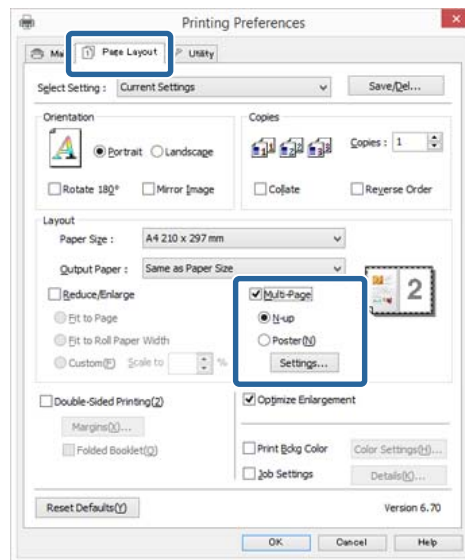 Printing Preferences
Ma
Page Layout
Utility
Select Setting : Current Settings Save/Del...
Orientation
Portrait Landscape
Rotate 180° Mirror Image
Copies
Copies : 1
Collate Reverse Order
Layout
Paper Size : A4 210 x 297 mm
Output Paper : Same as Paper Size
Reduce/Enlarge
Fit to Page
Fit to Roll Paper Width
Custom(F) Scale to %
Multi-Page
N-up
Poster(N)
Settings...
2
Double-Sided Printing(2)
Margins(X)...
Folded Booklet(Q)
Optimize Enlargement
Print Bckg Color Color Settings(H)...
Job Settings Details(K)...
Reset Defaults(Y) Version 6.70
OK Cancel Help